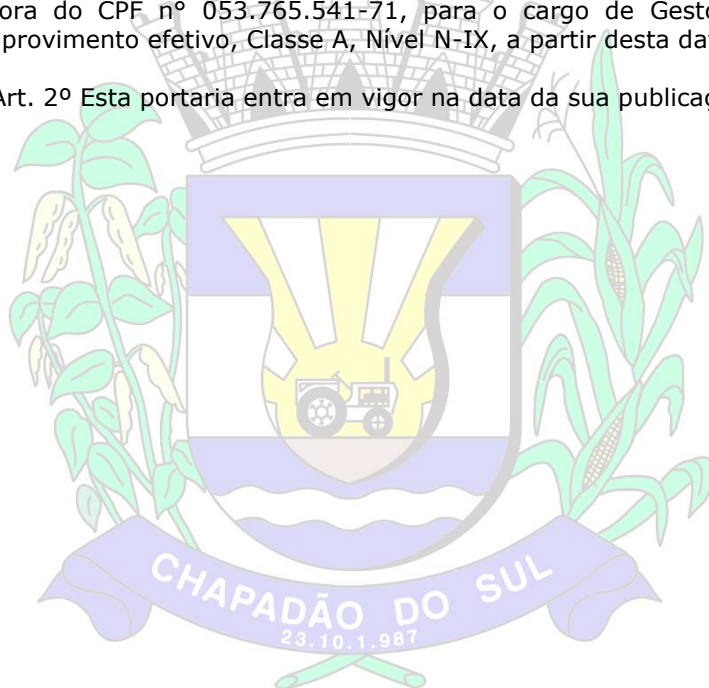 ora do CPF n° 053.765.541-71, para o cargo de Gesto
provimento efetivo, Classe A, Nível N-IX, a partir desta dat
Art. 2º Esta portaria entra em vigor na data da sua publicaç
CHAPADÃO DO SUL
23.10.1.987